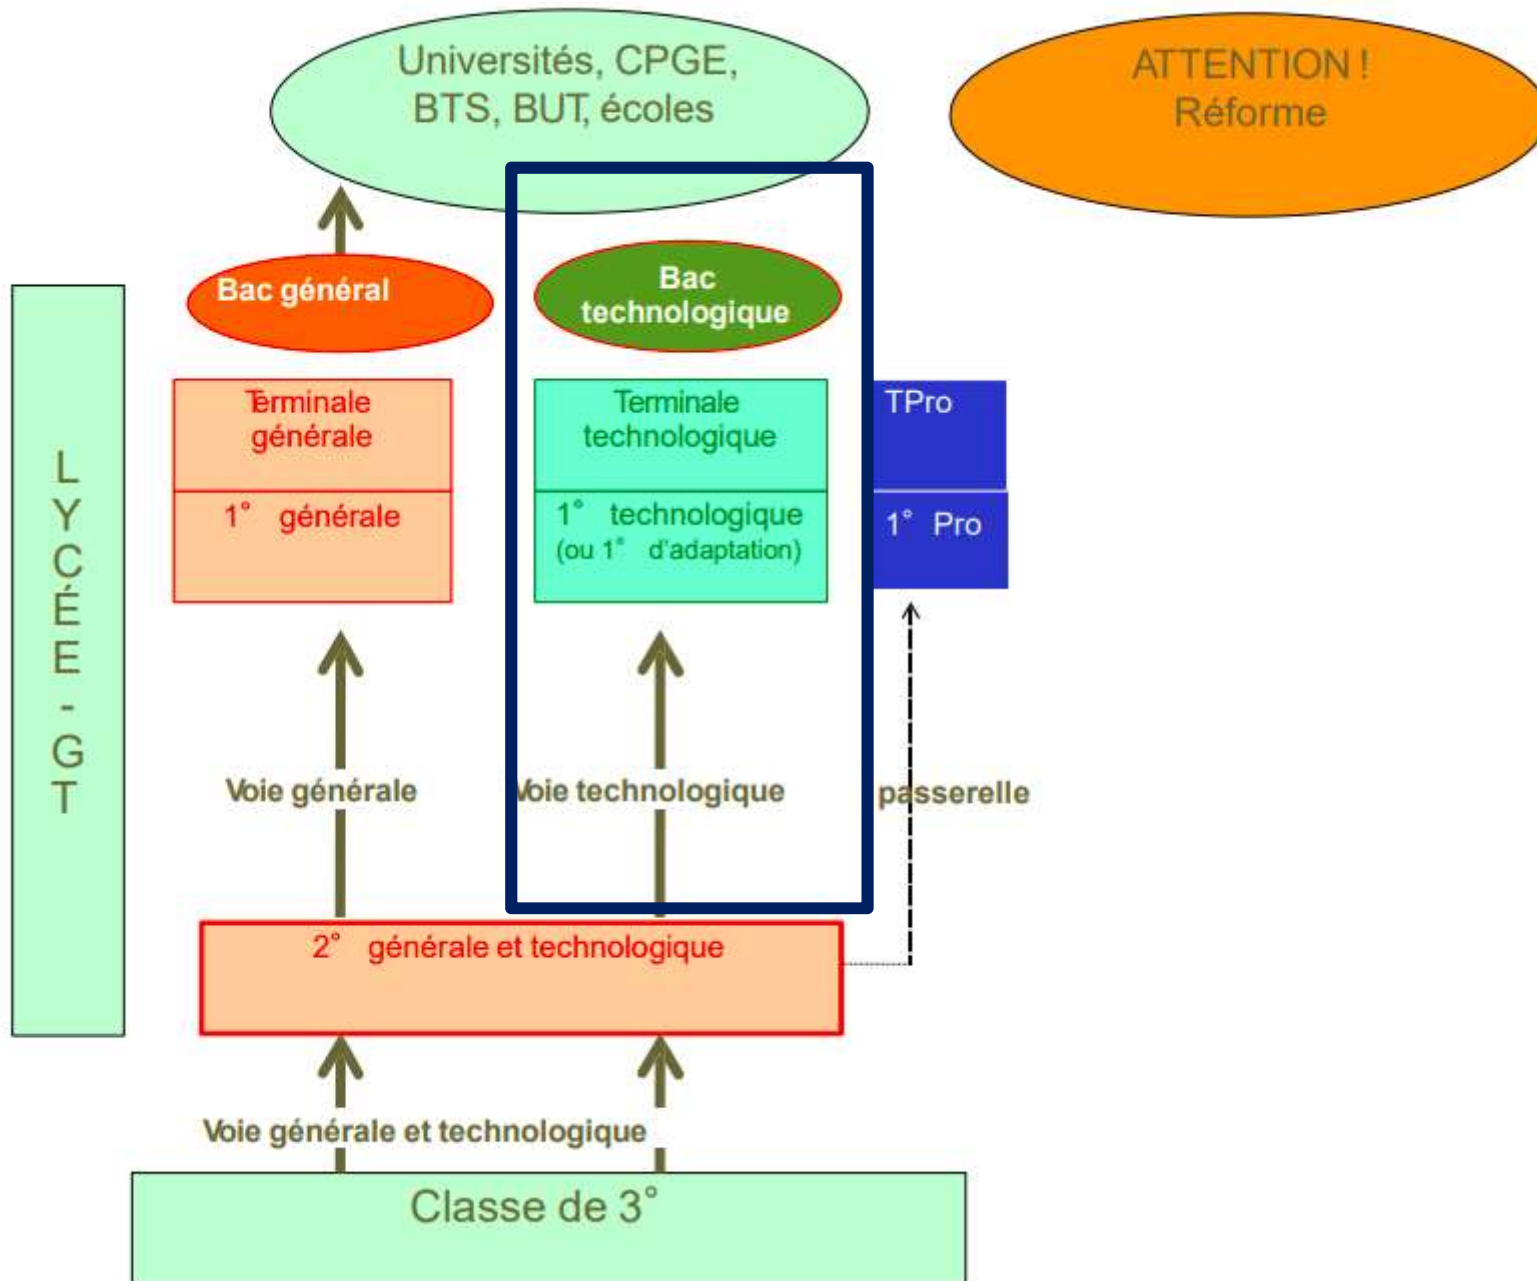 Universités, CPGE,
BTS, BUT, écoles
ATTENTION !
Réforme
Bac général
Bac
technologique
Terminale
générale
Terminale
technologique
TPro
1° générale
1° technologique
(ou 1° d'adaptation)
1° Pro
LYCÉE - GT
Voie générale
Voie technologique
passerelle
2° générale et technologique
Voie générale et technologique
Classe de 3°